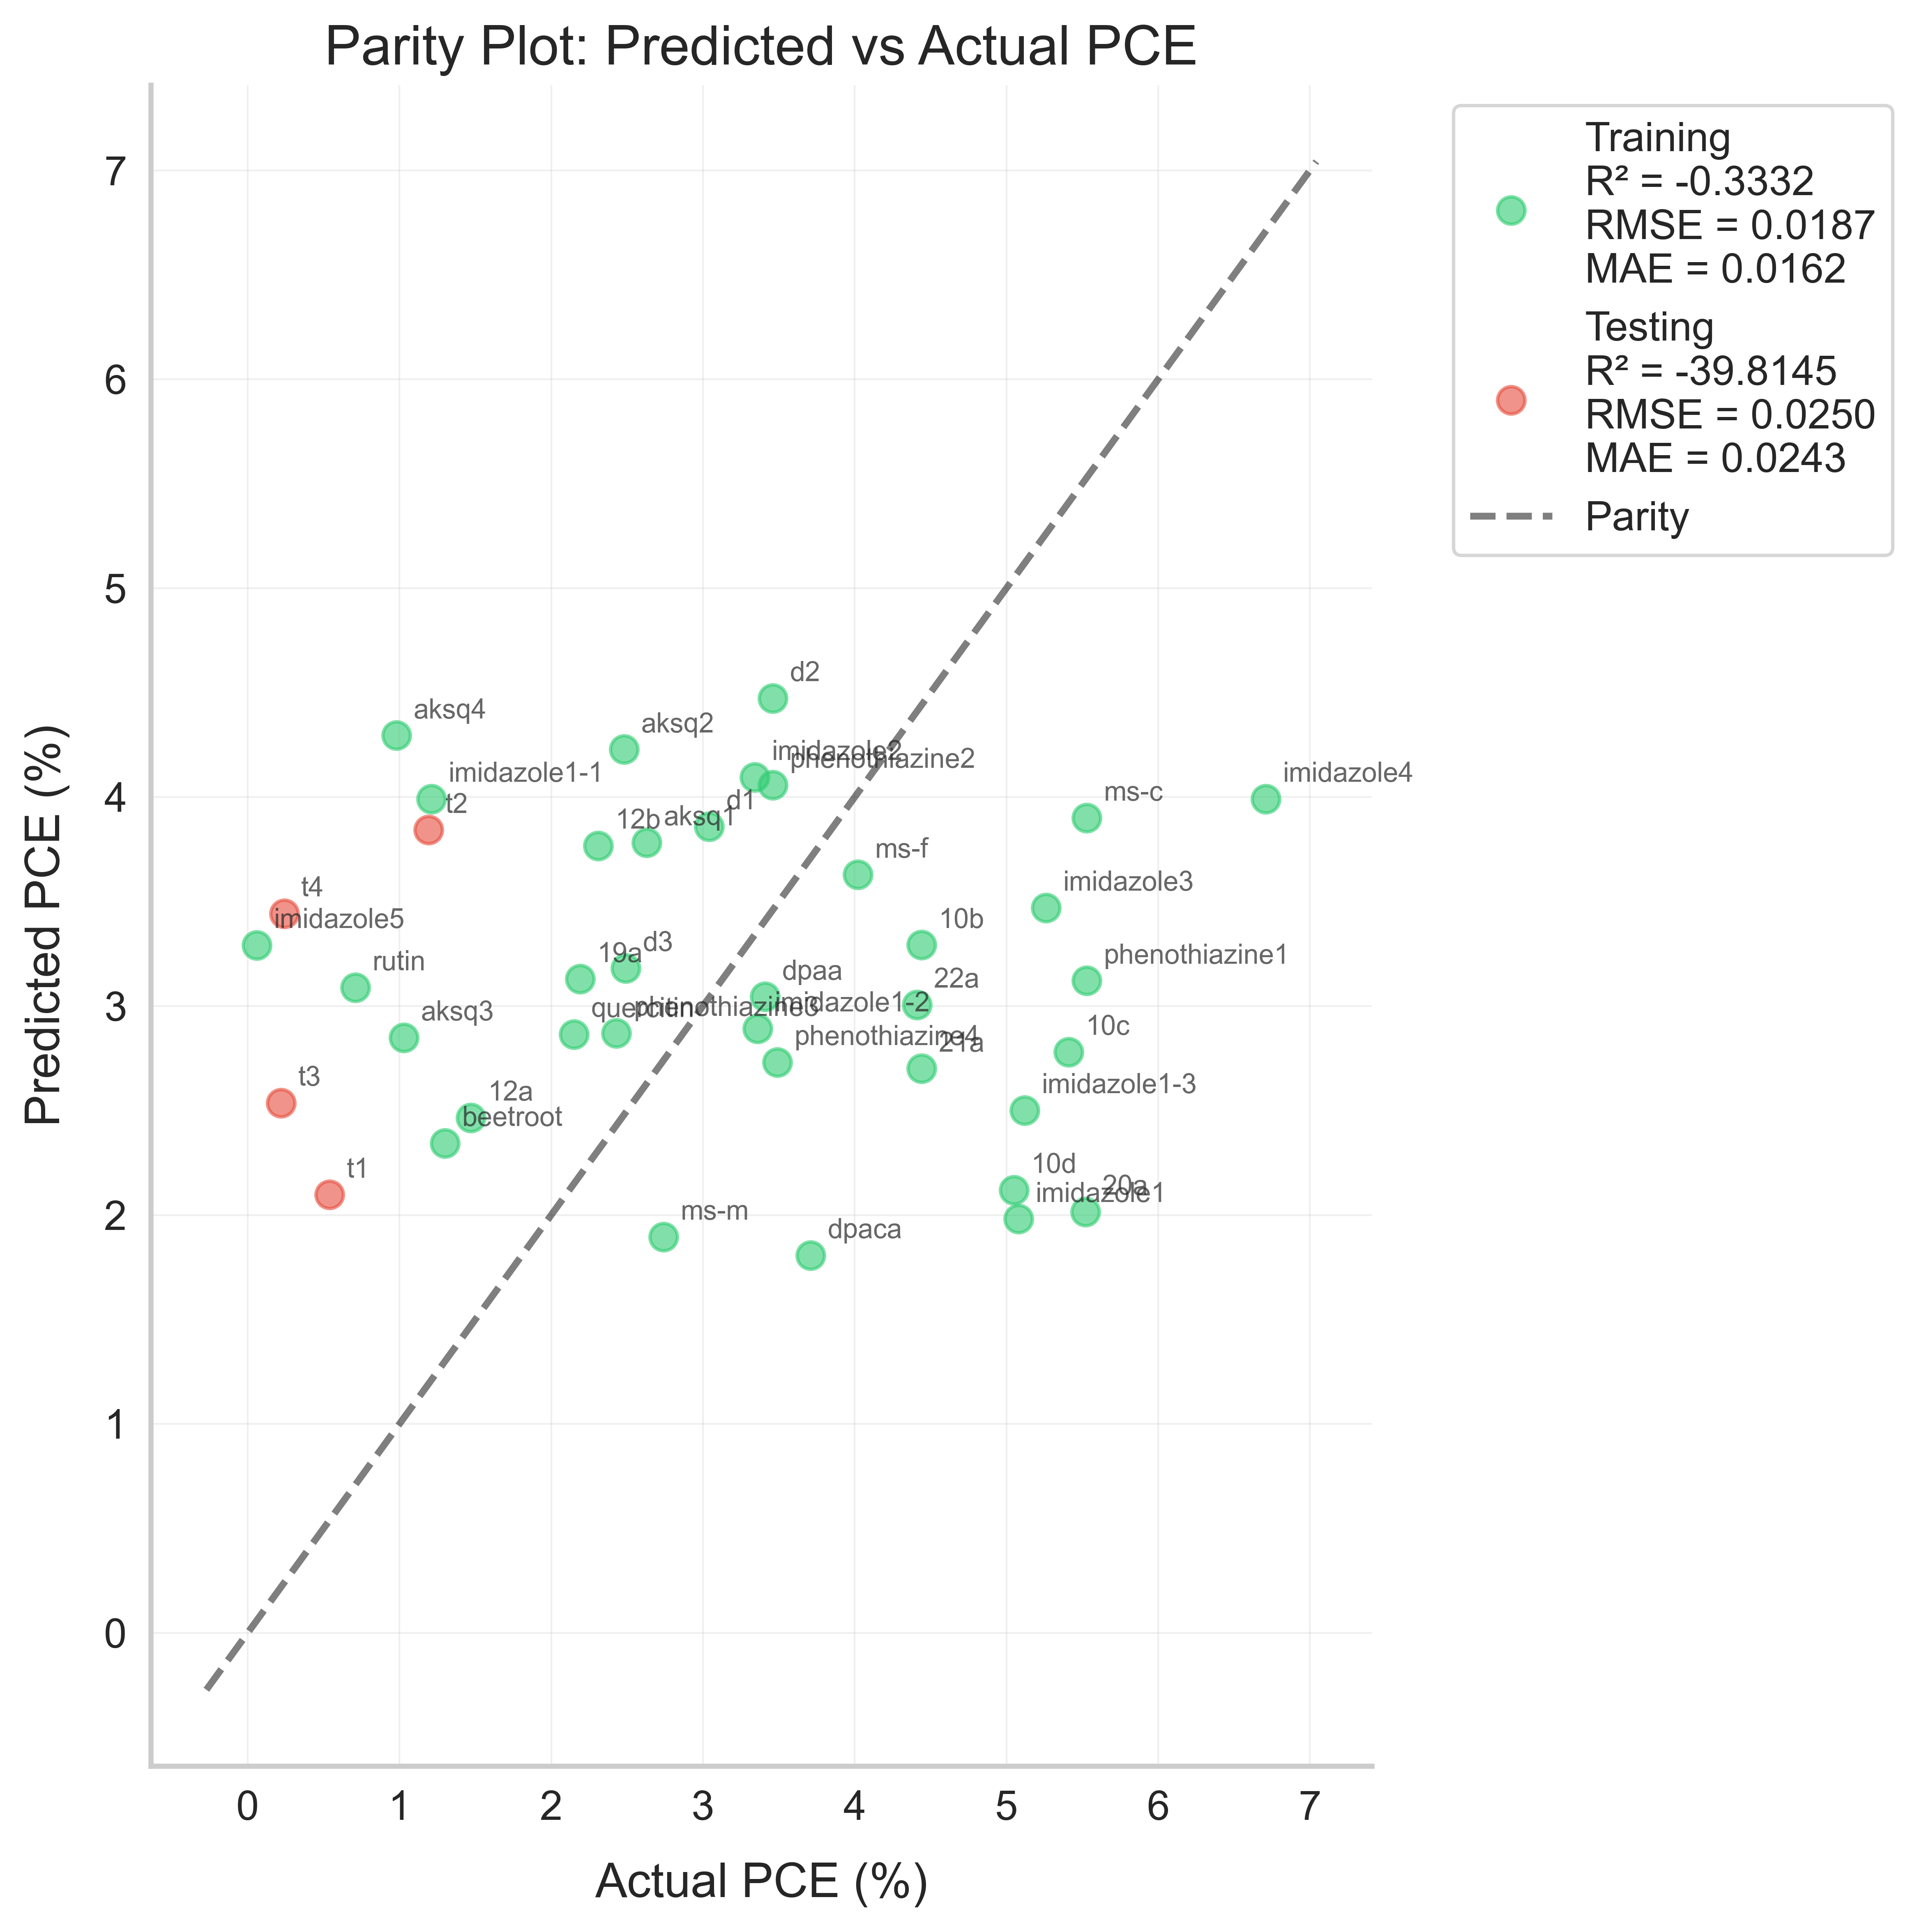 Parity Plot: Predicted vs Actual PCE
Training
R² = -0.3332
RMSE = 0.0187
MAE = 0.0162
Testing
R² = -39.8145
RMSE = 0.0250
MAE = 0.0243
Parity
Predicted PCE (%)
7
6
5
4
3
2
1
0
d2
aksq4
aksq2
imidazole2
phenothiazine2
imidazole1-1
imidazole4
t2
d1
ms-c
12b
aksq1
ms-f
imidazole3
t4
imidazole5
10b
rutin
19a
d3
phenothiazine1
dpaa
22a
aksq3
quercitin
phenothiazine3
imidazole1-2
10c
phenothiazine4
21a
t3
12a
imidazole1-3
beetroot
t1
10d
20a
imidazole1
ms-m
dpaca
0 1 2 3 4 5 6 7
Actual PCE (%)